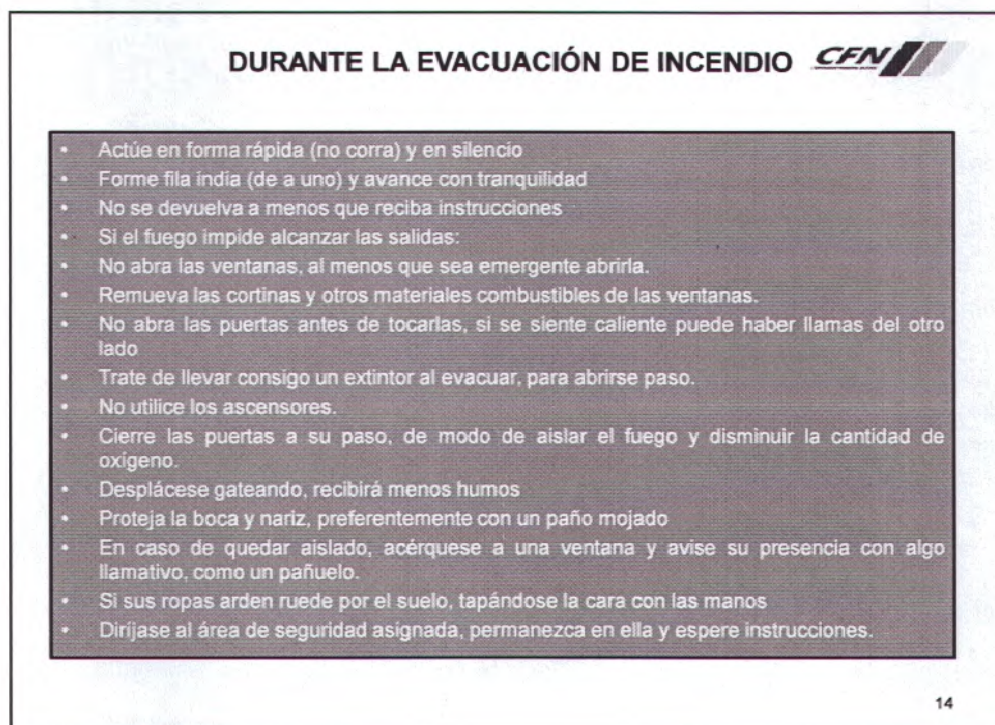 DURANTE LA EVACUACIÓN DE INCENDIO CFN
• Actúe en forma rápida (no corra) y en silencio
• Forme fila india (de a uno) y avance con tranquilidad
• No se devuelva a menos que reciba instrucciones
• Si el fuego impide alcanzar las salidas:
• No abra las ventanas, al menos que sea emergente abrirla.
• Remueva las cortinas y otros materiales combustibles de las ventanas.
• No abra las puertas antes de tocarlas, si se siente caliente puede haber llamas del otro
lado
• Trate de llevar consigo un extintor al evacuar, para abrirse paso.
• No utilice los ascensores.
• Cierre las puertas a su paso, de modo de aislar el fuego y disminuir la cantidad de
oxígeno.
• Desplácese gateando, recibirá menos humos
• Proteja la boca y nariz, preferentemente con un paño mojado
• En caso de quedar aislado, acérquese a una ventana y avise su presencia con algo
llamativo, como un pañuelo.
• Si sus ropas arden ruede por el suelo, tapándose la cara con las manos
• Diríjase al área de seguridad asignada, permanezca en ella y espere instrucciones.
14